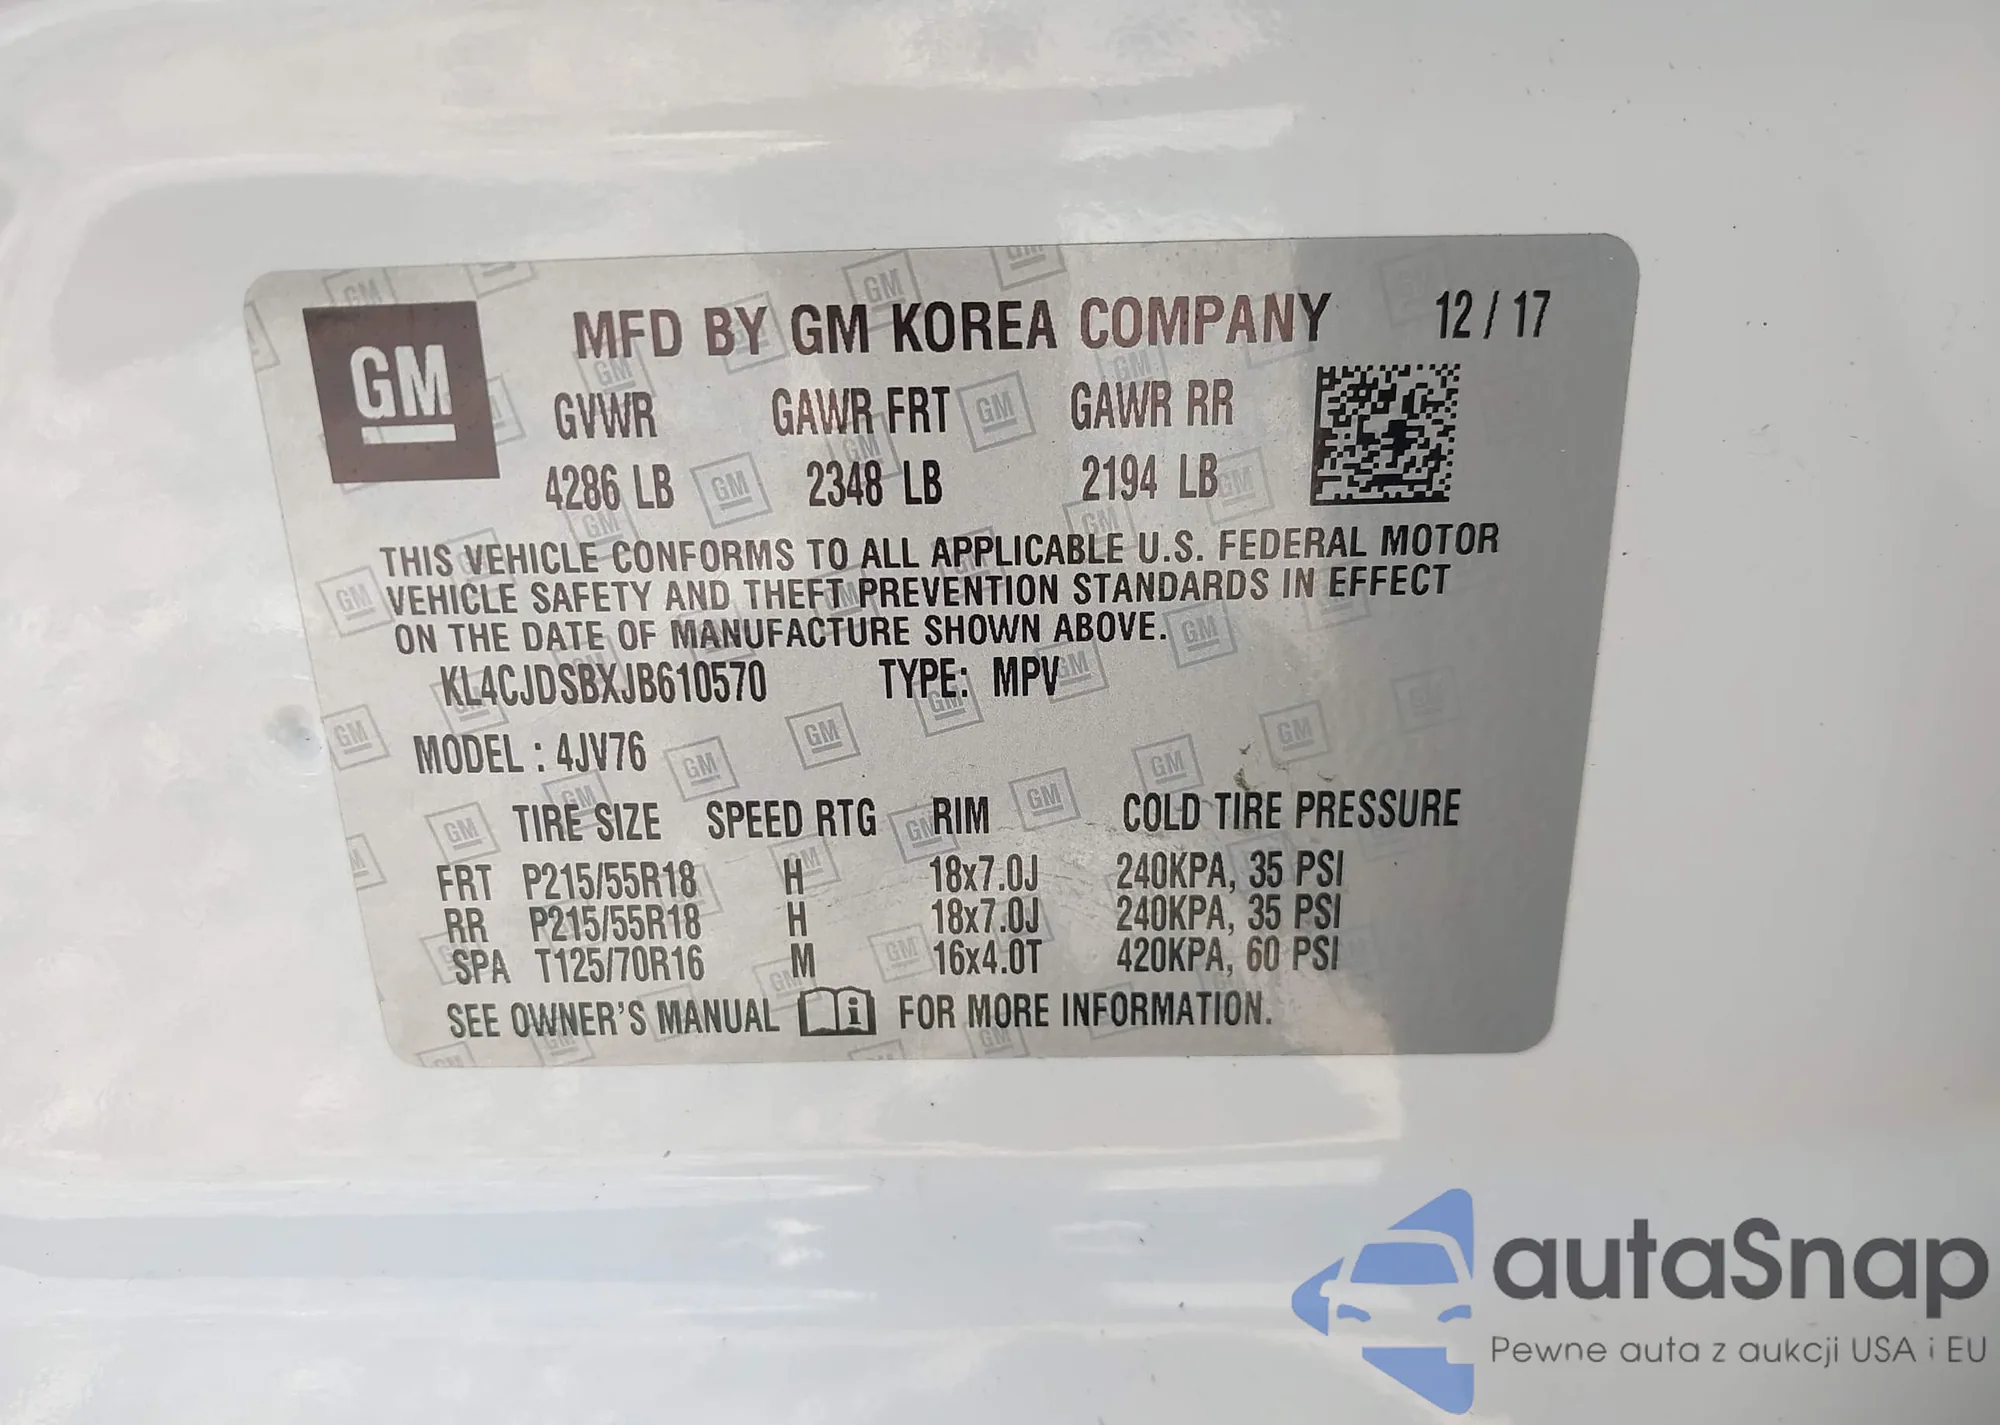 MFD BY GM KOREA COMPANY 12 / 17
GM
GVWR GAWR FRT GAWR RR
4286 LB 2348 LB 2194 LB
THIS VEHICLE CONFORMS TO ALL APPLICABLE U.S. FEDERAL MOTOR
VEHICLE SAFETY AND THEFT PREVENTION STANDARDS IN EFFECT
ON THE DATE OF MANUFACTURE SHOWN ABOVE.
KL4CJDSBXJB610570 TYPE: MPV
MODEL : 4JV76
TIRE SIZE SPEED RTG RIM COLD TIRE PRESSURE
FRT P215/55R18 H 18x7.0J 240KPA, 35 PSI
RR P215/55R18 H 18x7.0J 240KPA, 35 PSI
SPA T125/70R16 M 16x4.0T 420KPA, 60 PSI
SEE OWNER'S MANUAL FOR MORE INFORMATION.
autaSnap
Pewne auta z aukcji USA i EU